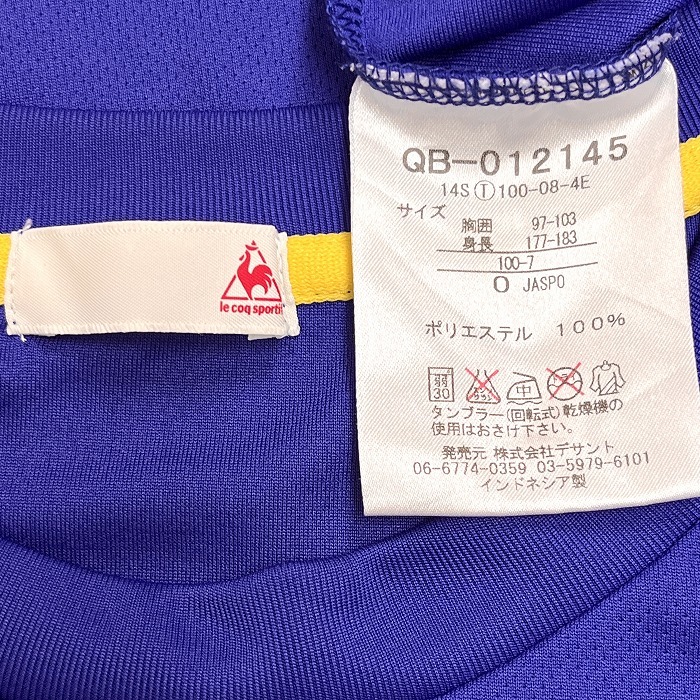 le coq sportif
QB-012145
14S Ⓣ 100-08-4E
サイズ
胸囲 97-103
身長 177-183
100-7
O JASPO
ポリエステル 100%
弱
30
中
タンブラー(回転式)乾燥機の
使用はおさけ下さい。
発売元 株式会社デサント
06-6774-0359 03-5979-6101
インドネシア製